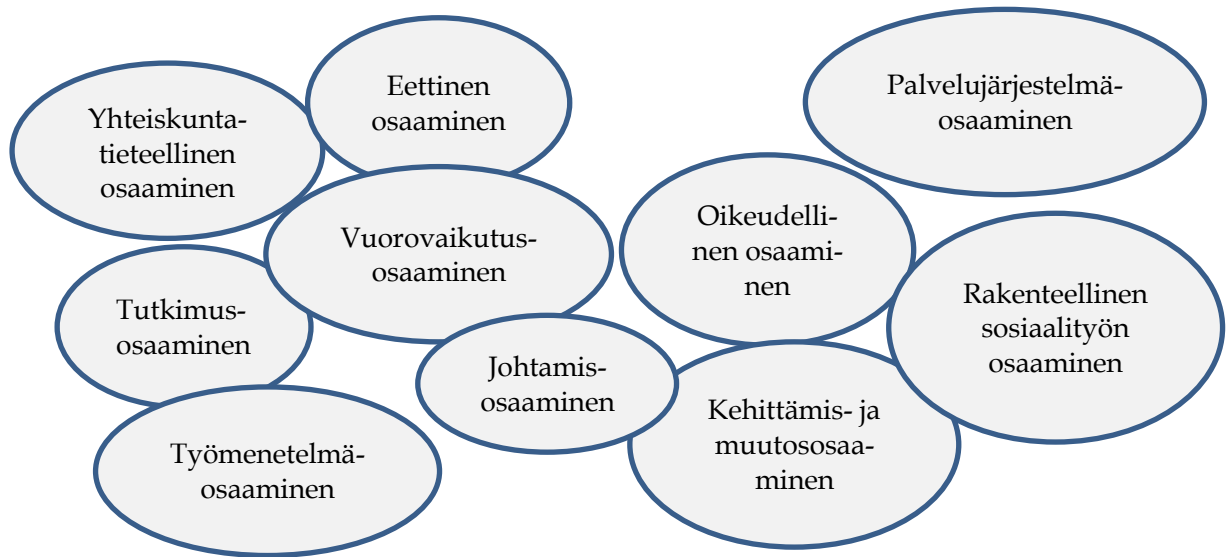 Yhteiskunta-
tieteellinen
osaaminen
Eettinen
osaaminen
Palvelujärjestelmä-
osaaminen
Vuorovaikutus-
osaaminen
Oikeudelli-
nen osaami-
nen
Tutkimus-
osaaminen
Johtamis-
osaaminen
Rakenteellinen
sosiaalityön
osaaminen
Työmenetelmä-
osaaminen
Kehittämis- ja
muutososaa-
minen